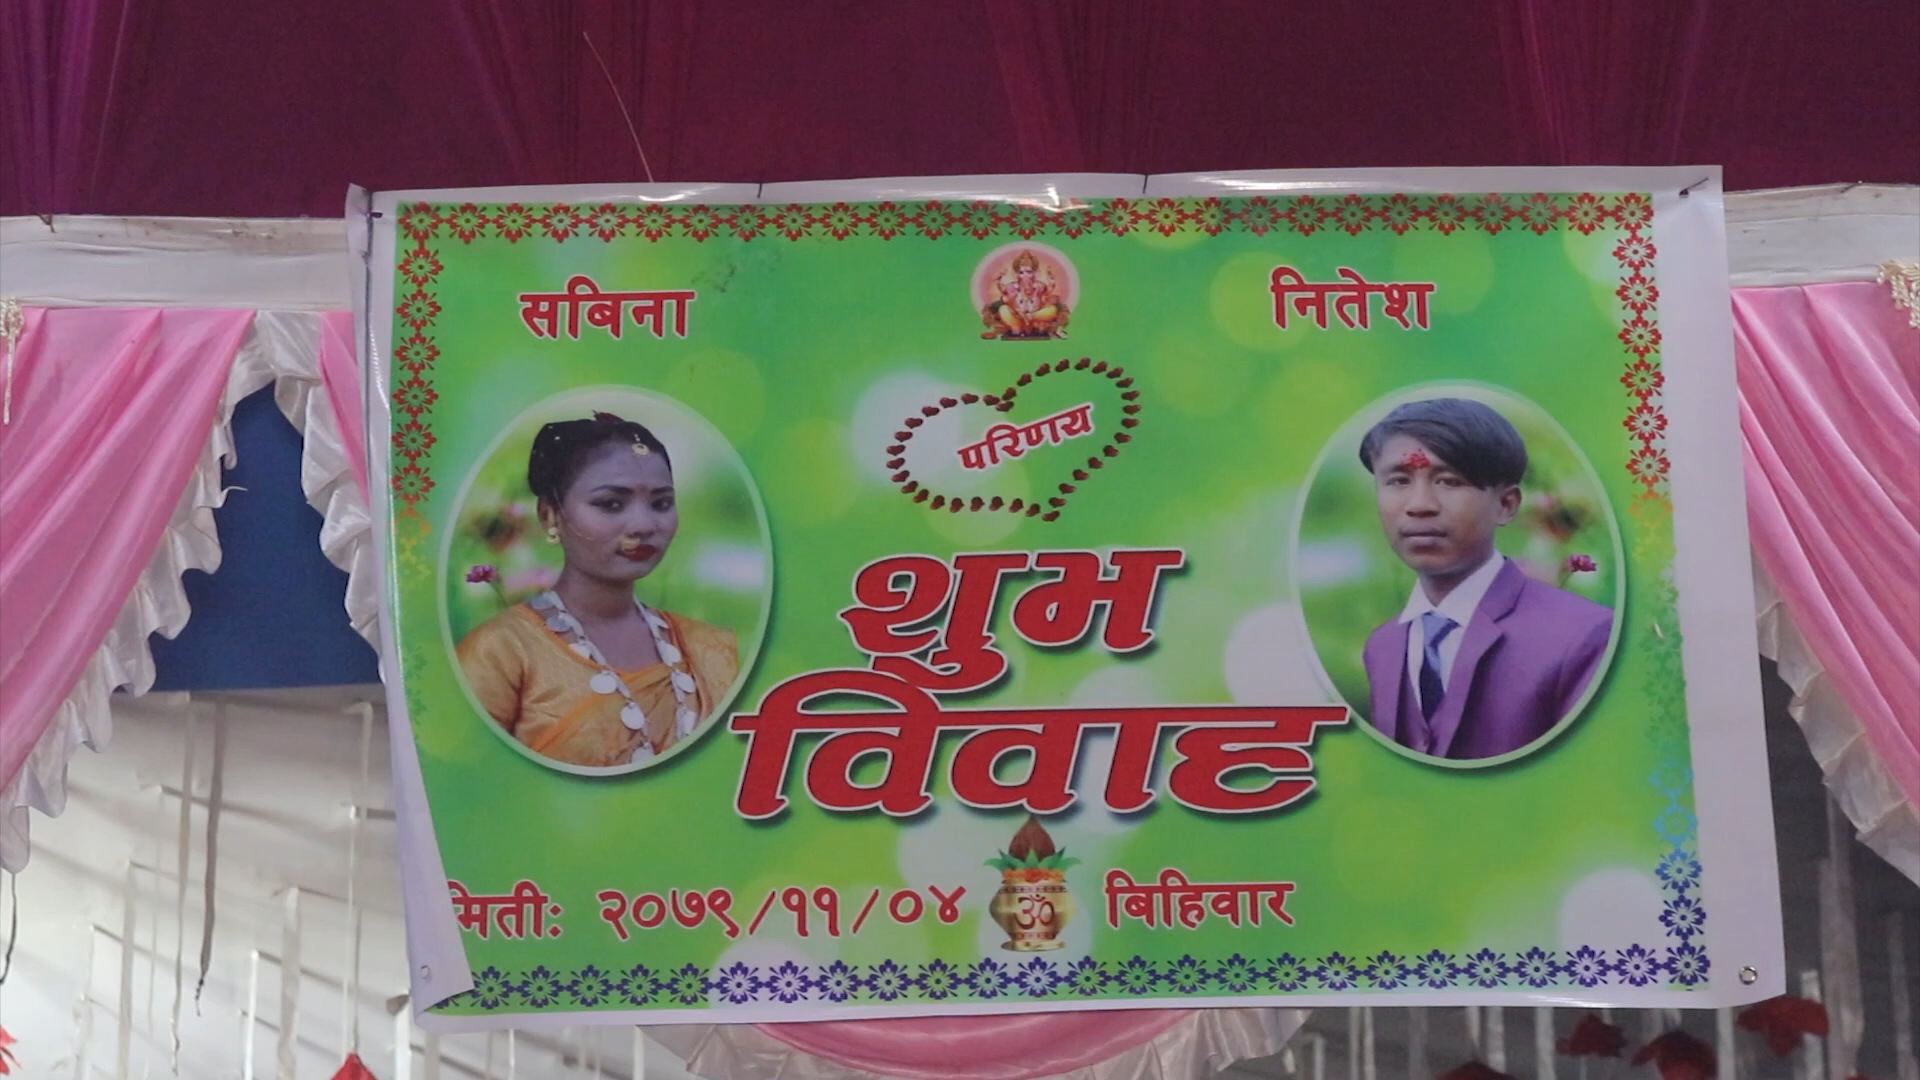 सबिना
नितेश
परिणय
शुभ
विवाह
मिती: २०७९/११/०४ ॐ बिहिवार